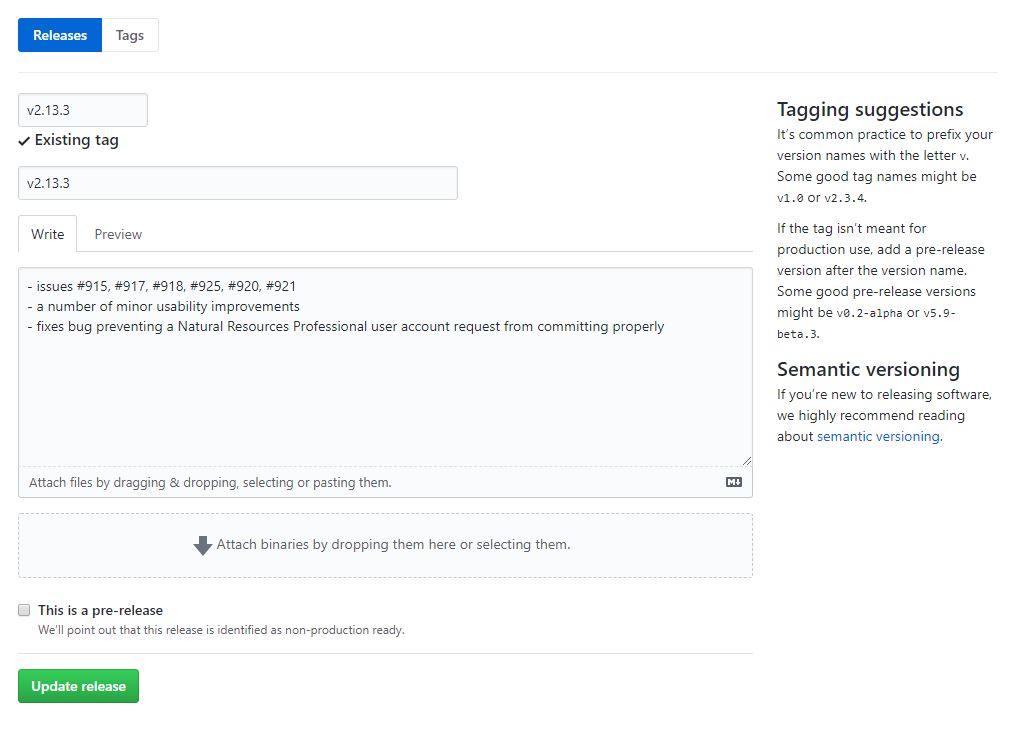 Releases Tags
v2.13.3
Existing tag
v2.13.3
Write Preview
- issues #915, #917, #918, #925, #920, #921
- a number of minor usability improvements
- fixes bug preventing a Natural Resources Professional user account request from committing properly
Attach files by dragging & dropping, selecting or pasting them.
M
Attach binaries by dropping them here or selecting them.
This is a pre-release
We'll point out that this release is identified as non-production ready.
Update release
Tagging suggestions
It's common practice to prefix your
version names with the letter v.
Some good tag names might be
v1.0 or v2.3.4.
If the tag isn't meant for
production use, add a pre-release
version after the version name.
Some good pre-release versions
might be v0.2-alpha or v5.9-
beta.3.
Semantic versioning
If you're new to releasing software,
we highly recommend reading
about semantic versioning.